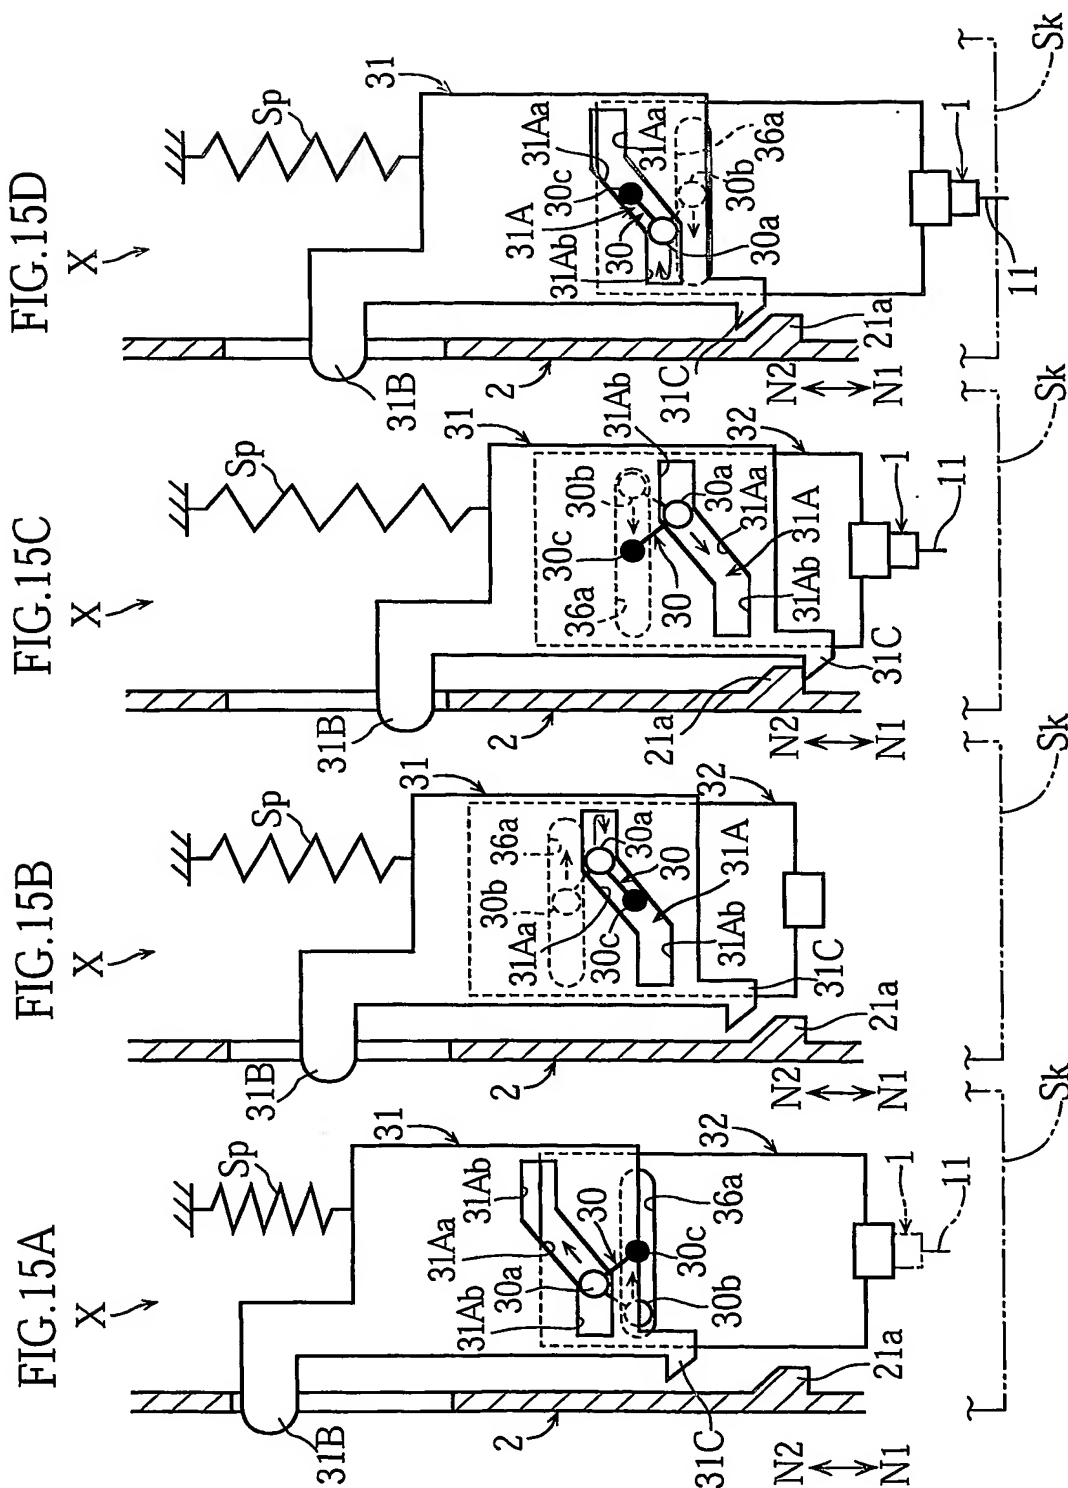 FIG.15A
X
Sp
31
31Ab
31Aa
30
30a
31Ab
36a
30c
30b
32
31B
2
31C
21a
N2
N1
1
11
Sk
FIG.15B
X
Sp
31
36a
30b
31Aa
30a
30
30c
31A
31Ab
32
31B
2
31C
21a
N2
N1
Sk
FIG.15C
X
Sp
31
31Ab
30b
30c
36a
30a
30
31Aa
31A
31Ab
32
31B
2
21a
31C
N2
N1
1
11
Sk
FIG.15D
X
Sp
31
31Aa
30c
31A
30
31Ab
31Aa
36a
30b
30a
31B
2
31C
21a
N2
N1
1
11
Sk